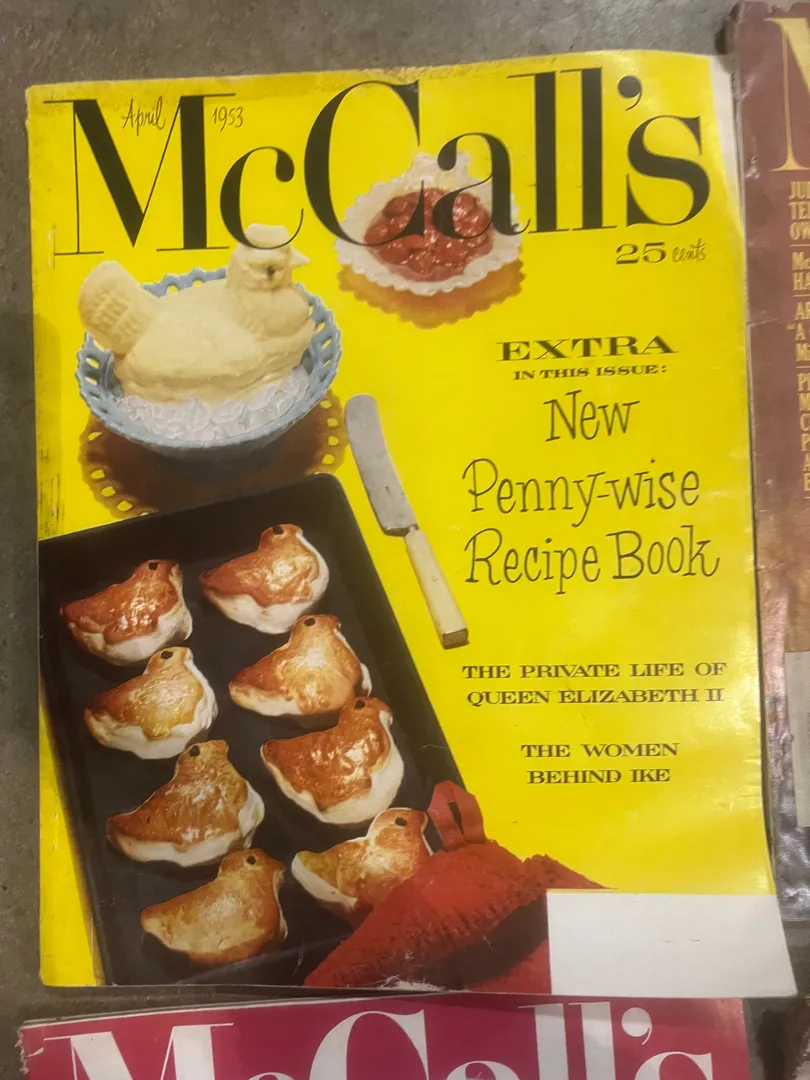 April 1953
McCall's
25 cents
EXTRA
IN THIS ISSUE:
New
Penny-wise
Recipe Book
THE PRIVATE LIFE OF
QUEEN ELIZABETH II
THE WOMEN
BEHIND IKE
McCall's